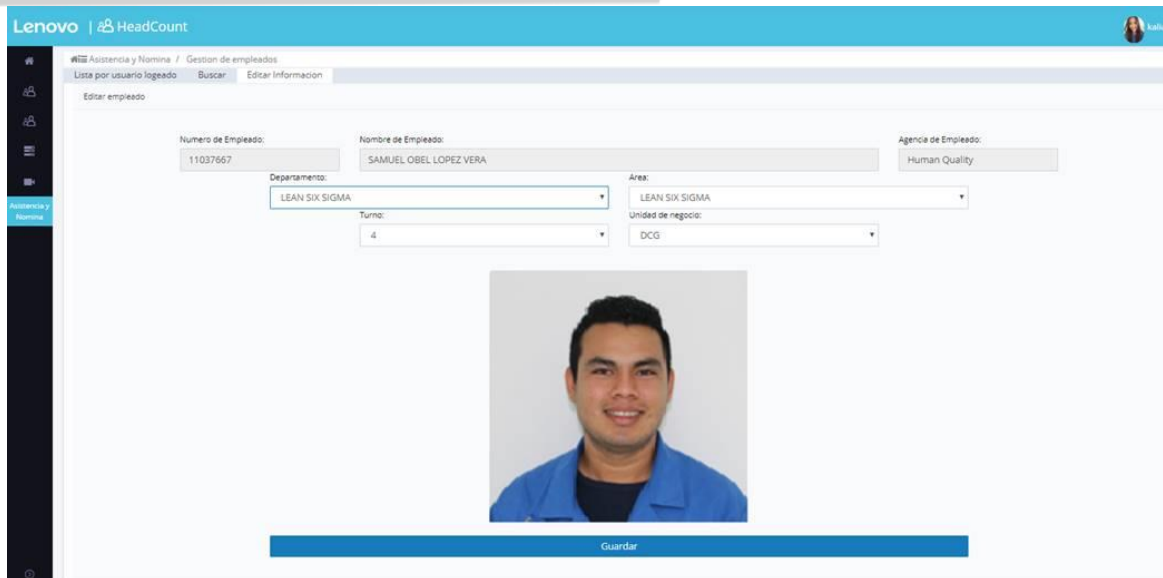 Lenovo | HeadCount
Asistencia y Nomina / Gestion de empleados
Lista por usuario logeado Buscar Editar Informacion
Editar empleado
Numero de Empleado: Nombre de Empleado: Agencia de Empleado:
11037667 SAMUEL OBEL LOPEZ VERA Human Quality
Departamento: Area:
LEAN SIX SIGMA LEAN SIX SIGMA
Asistencia y
Nomina
Turno: Unidad de negocio:
4 DCG
Guardar